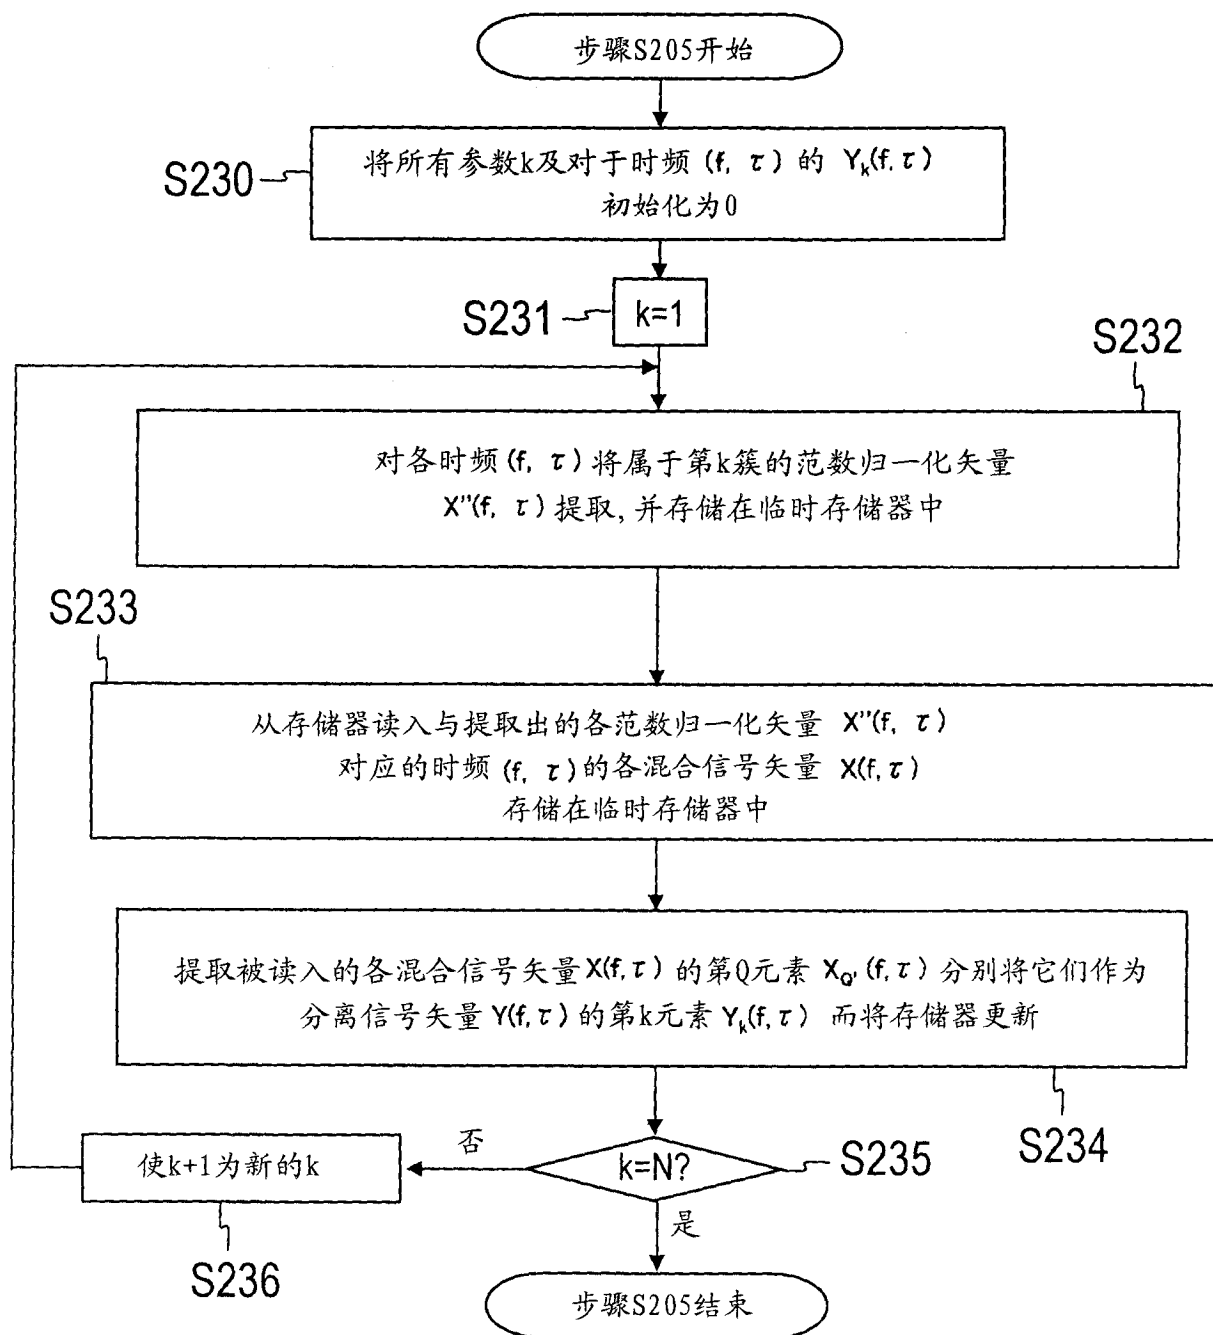 步骤S205开始
S230
将所有参数k及对于时频(f, τ)的 Yk(f,τ)
初始化为0
S231
k=1
S232
对各时频(f, τ)将属于第k簇的范数归一化矢量
X"(f, τ)提取,并存储在临时存储器中
S233
从存储器读入与提取出的各范数归一化矢量 X"(f, τ)
对应的时频(f, τ)的各混合信号矢量 X(f,τ)
存储在临时存储器中
提取被读入的各混合信号矢量X(f,τ)的第Q元素 XQ'(f,τ)分别将它们作为
分离信号矢量Y(f,τ)的第k元素 Yk(f,τ) 而将存储器更新
S234
否
使k+1为新的k
k=N?
S235
是
S236
步骤S205结束